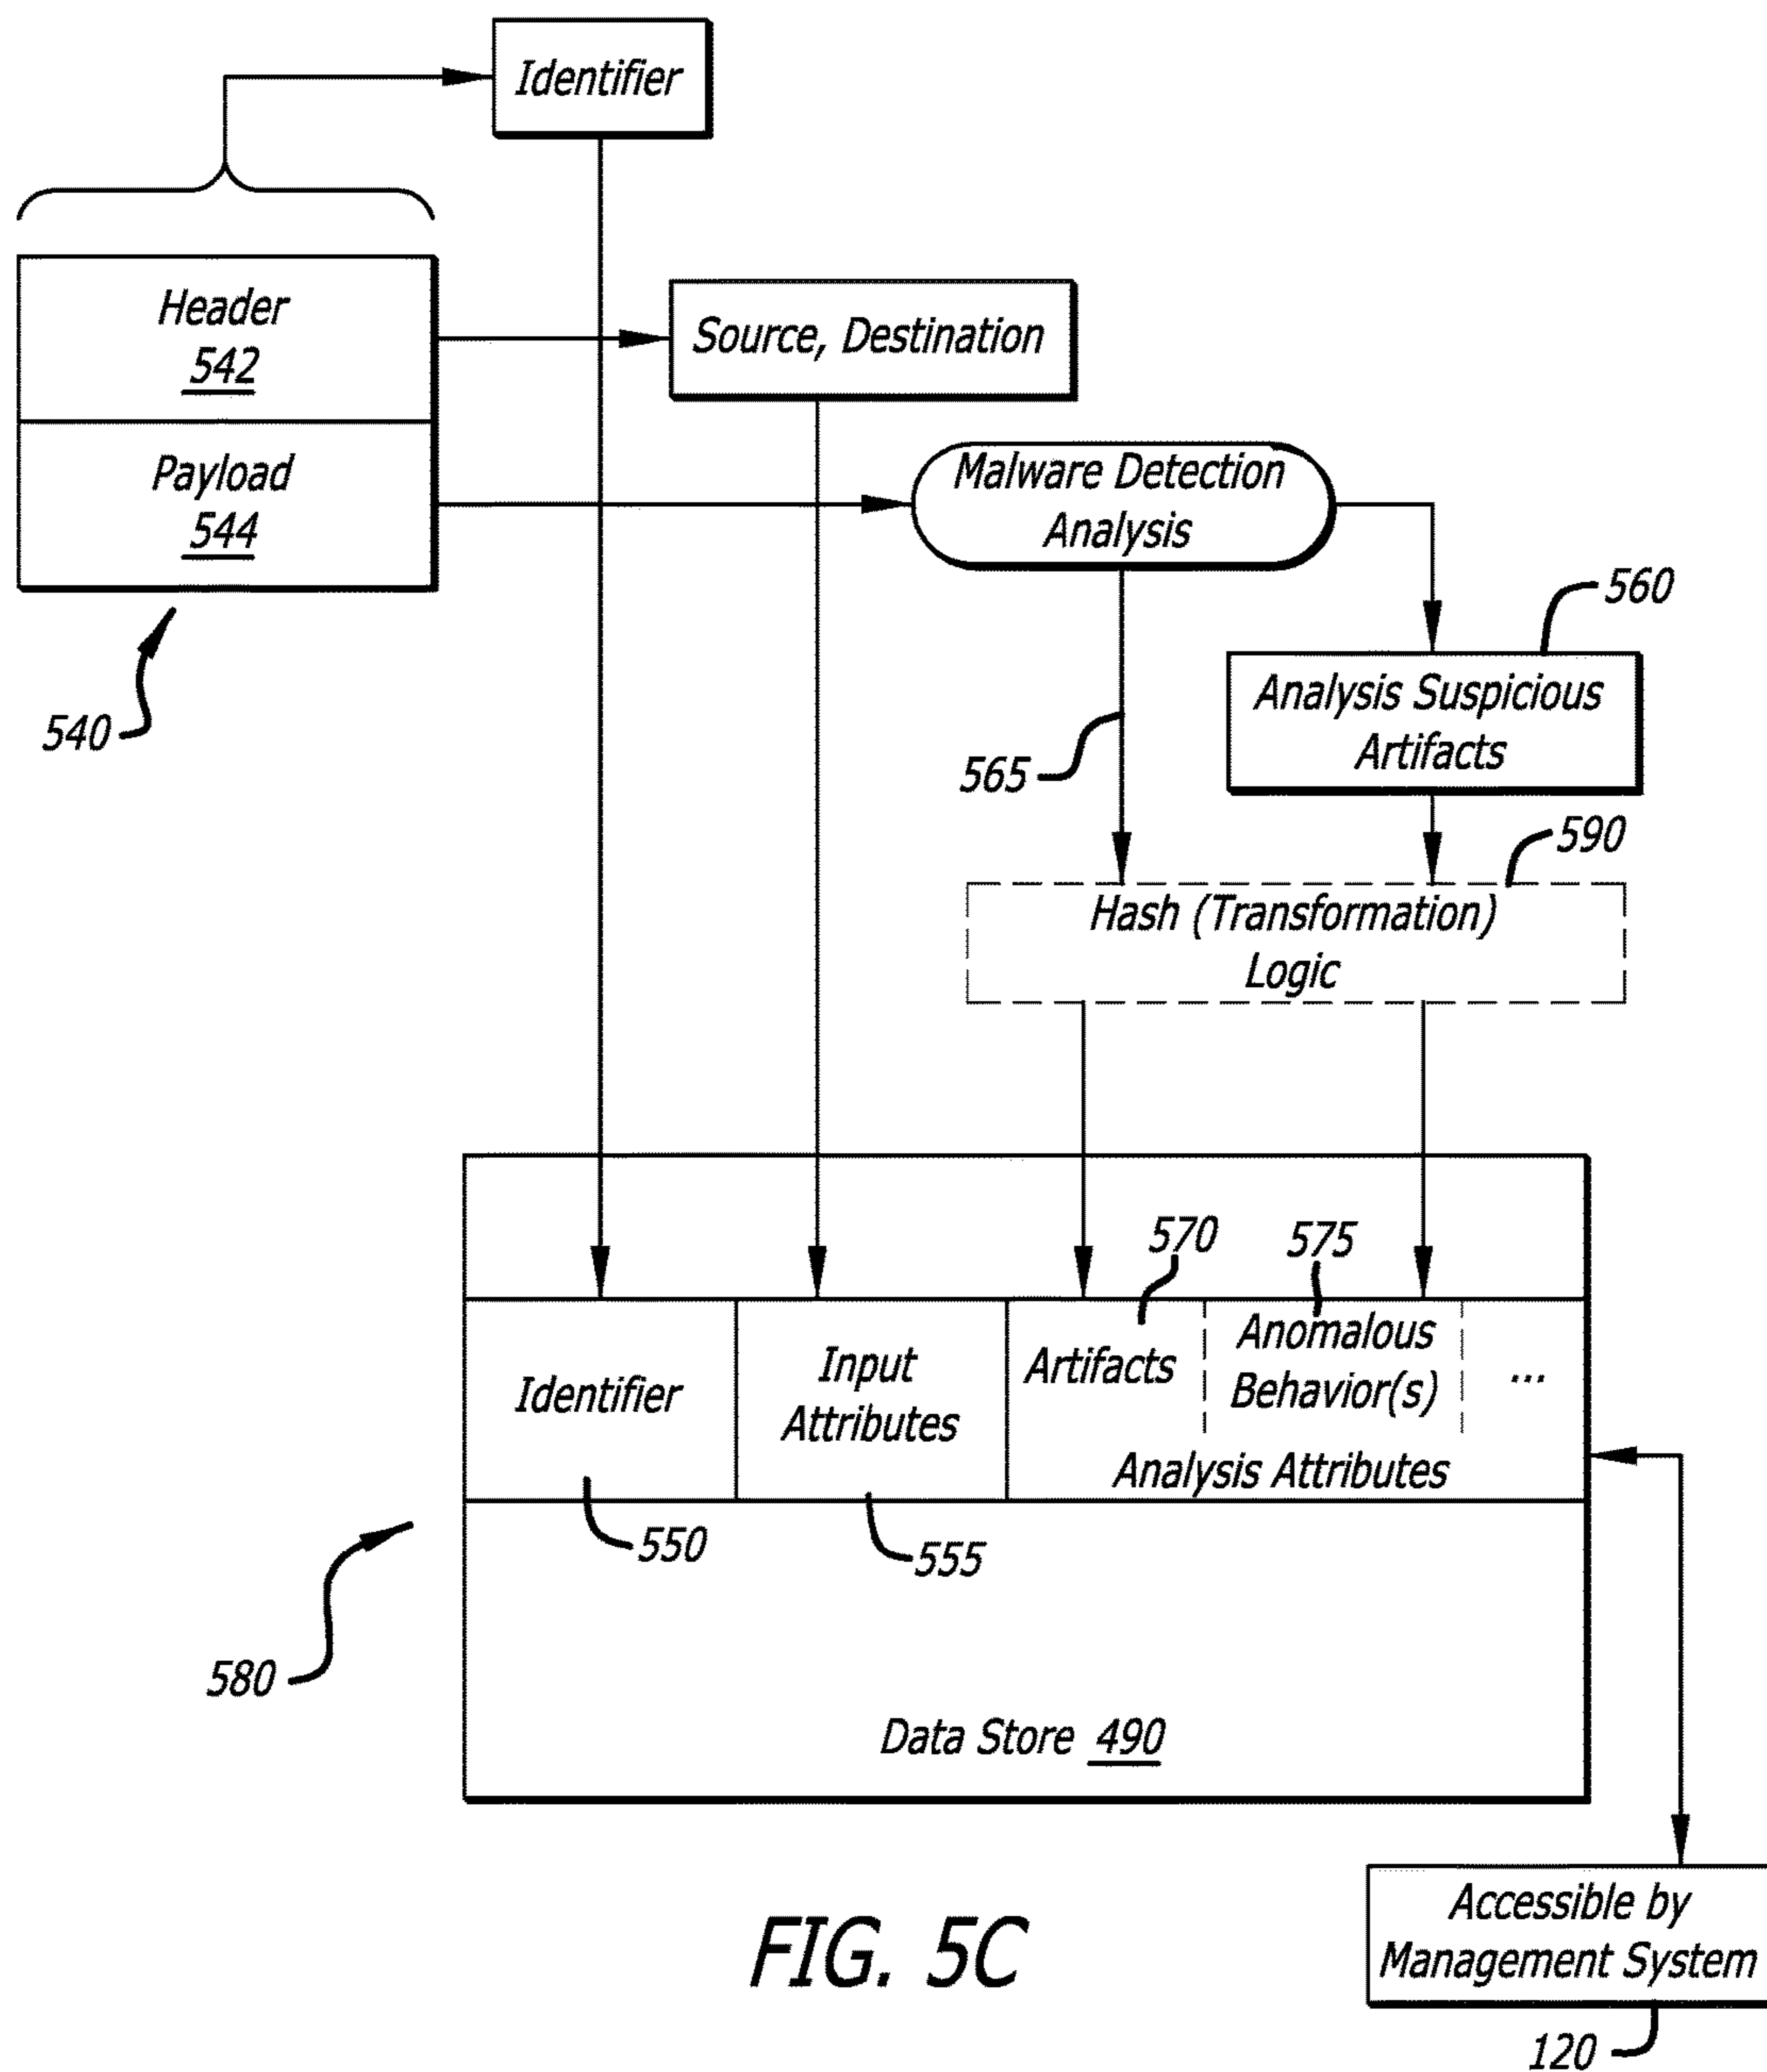 Identifier
Header
542
Source, Destination
Payload
544
Malware Detection
Analysis
560
540
Analysis Suspicious
Artifacts
565
590
Hash (Transformation)
Logic
570
575
Identifier
Input
Attributes
Artifacts
Anomalous
Behavior(s)
...
Analysis Attributes
550
555
580
Data Store 490
Accessible by
Management System
120
FIG. 5C